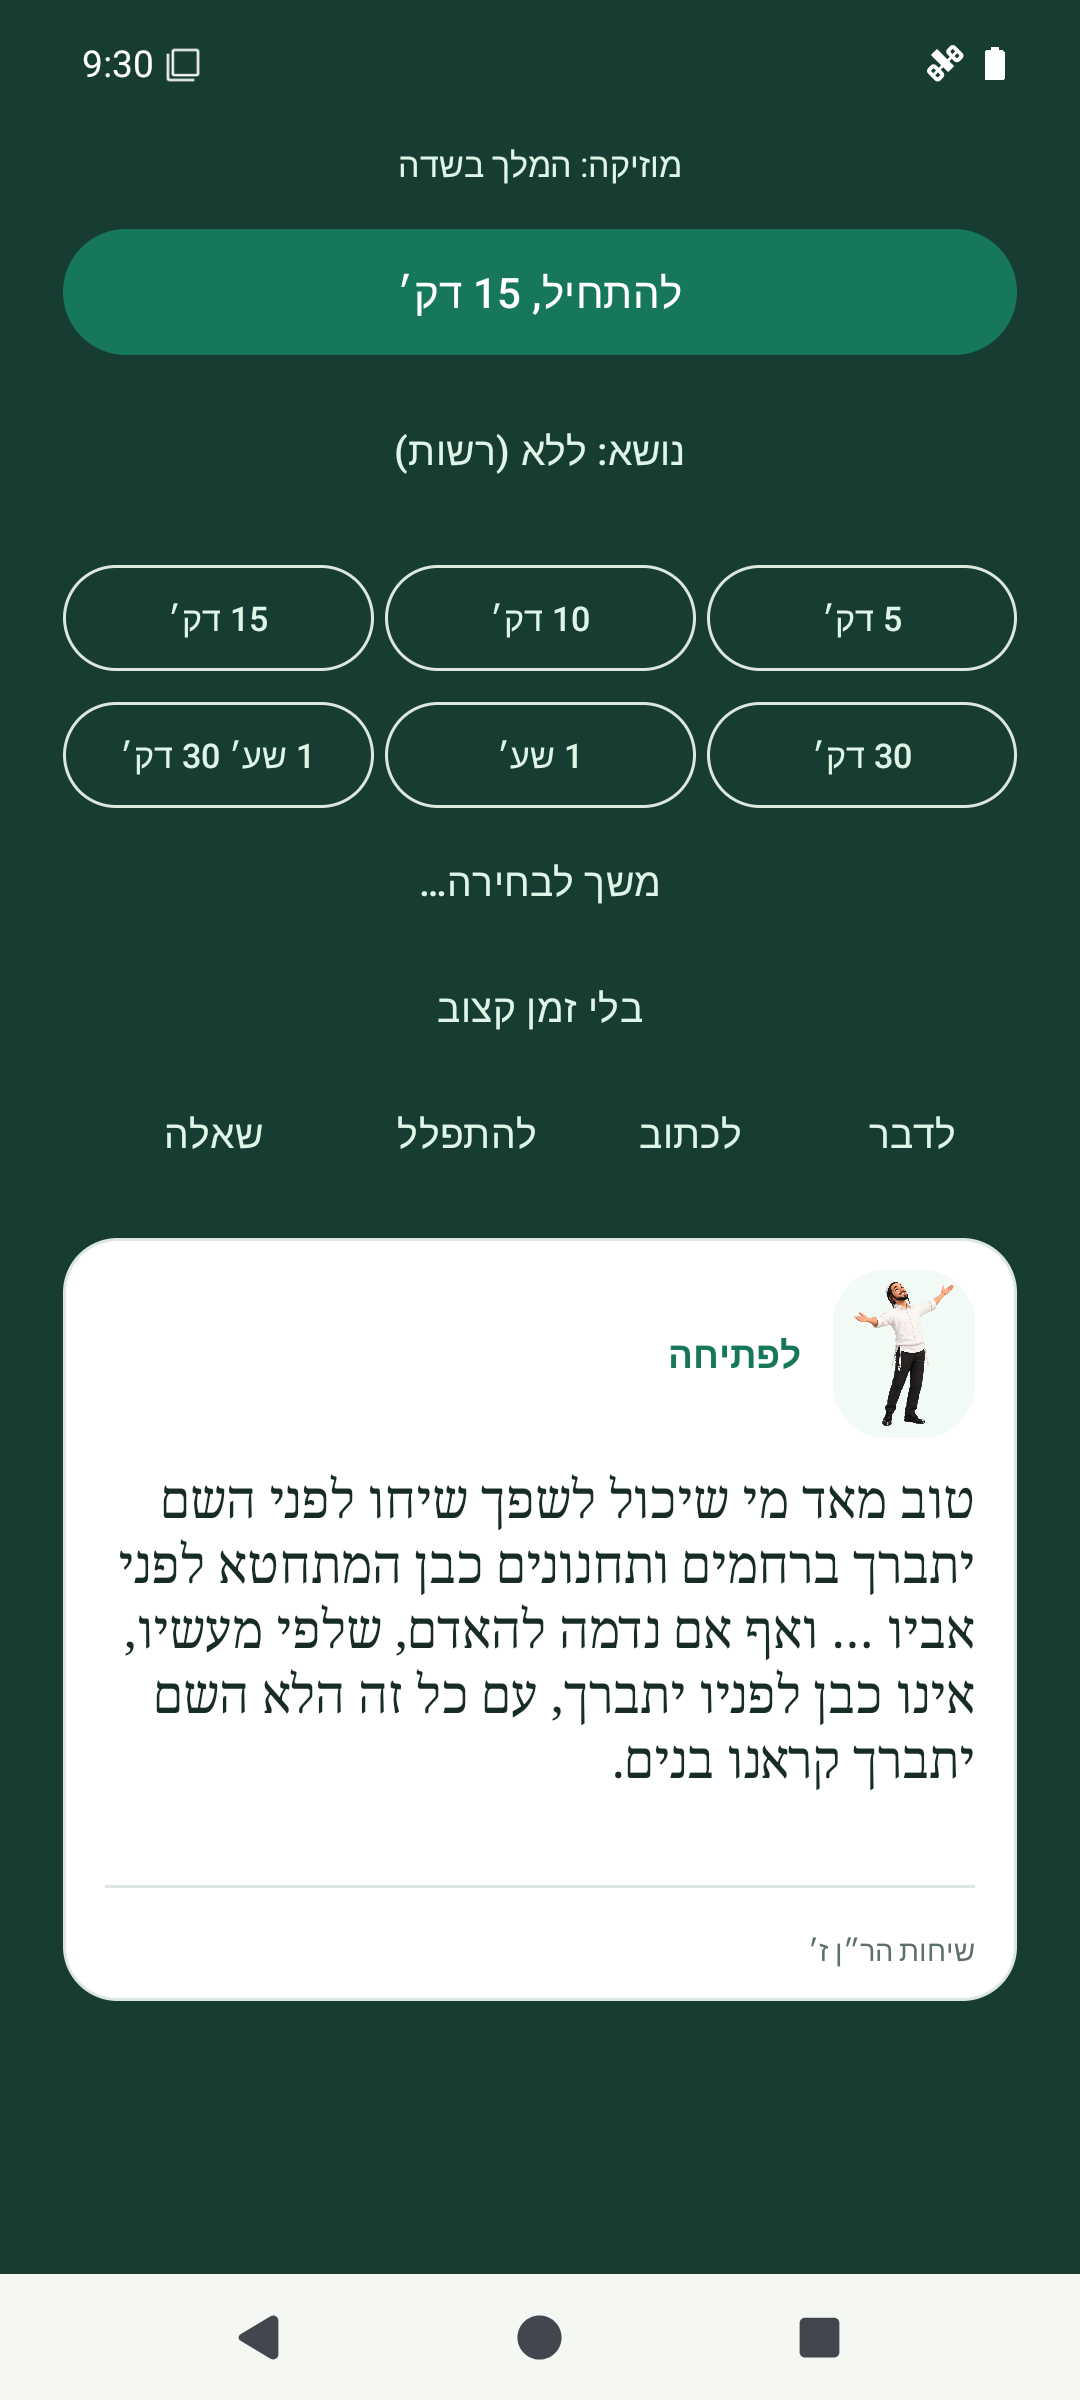 9:30
מוזיקה: המלך בשדה
להתחיל, 15 דק׳
נושא: ללא (רשות)
5 דק׳
10 דק׳
15 דק׳
30 דק׳
1 שע׳
1 שע׳ 30 דק׳
משך לבחירה...
בלי זמן קצוב
לדבר
לכתוב
להתפלל
שאלה
לפתיחה
טוב מאד מי שיכול לשפך שיחו לפני השם
יתברך ברחמים ותחנונים כבן המתחטא לפני
אביו ... ואף אם נדמה להאדם, שלפי מעשיו,
אינו כבן לפניו יתברך, עם כל זה הלא השם
יתברך קראנו בנים.
שיחות הר״ן ז׳